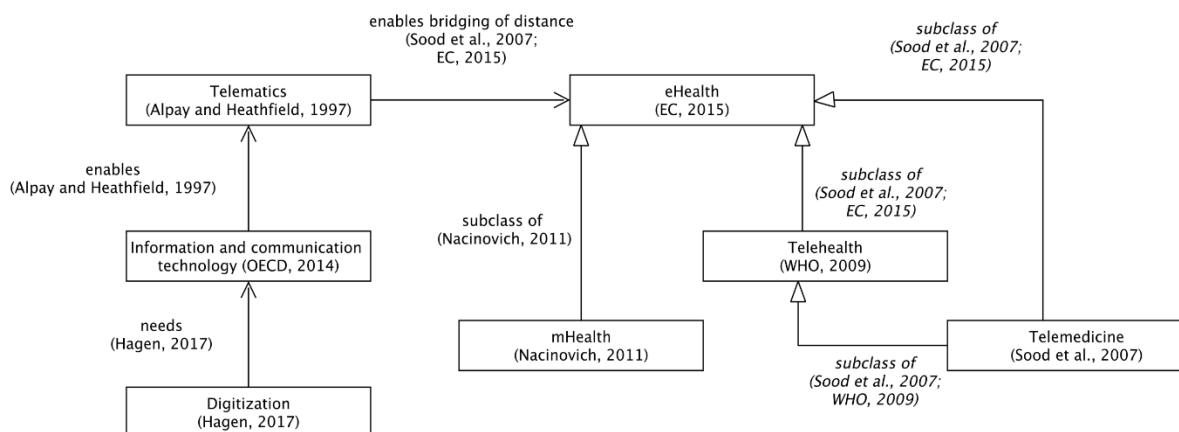 enables bridging of distance
(Sood et al., 2007;
EC, 2015)
subclass of
(Sood et al., 2007;
EC, 2015)
Telematics
(Alpay and Heathfield, 1997)
eHealth
(EC, 2015)
enables
(Alpay and Heathfield, 1997)
subclass of
(Nacinovich, 2011)
subclass of
(Sood et al., 2007;
EC, 2015)
Information and communication
technology (OECD, 2014)
Telehealth
(WHO, 2009)
needs
(Hagen, 2017)
mHealth
(Nacinovich, 2011)
Telemedicine
(Sood et al., 2007)
subclass of
(Sood et al., 2007;
WHO, 2009)
Digitization
(Hagen, 2017)